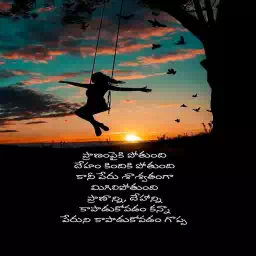 ప్రాణంపైకి పోతుంది
దేహం కిందికి పోతుంది
కానీ పేరు శాశ్వతంగా
మిగిలిపోతుంది
ప్రాణాన్ని, దేహాన్ని
కాపాడుకోవడం కన్నా
పేరుని కాపాడుకోవడం గొప్ప